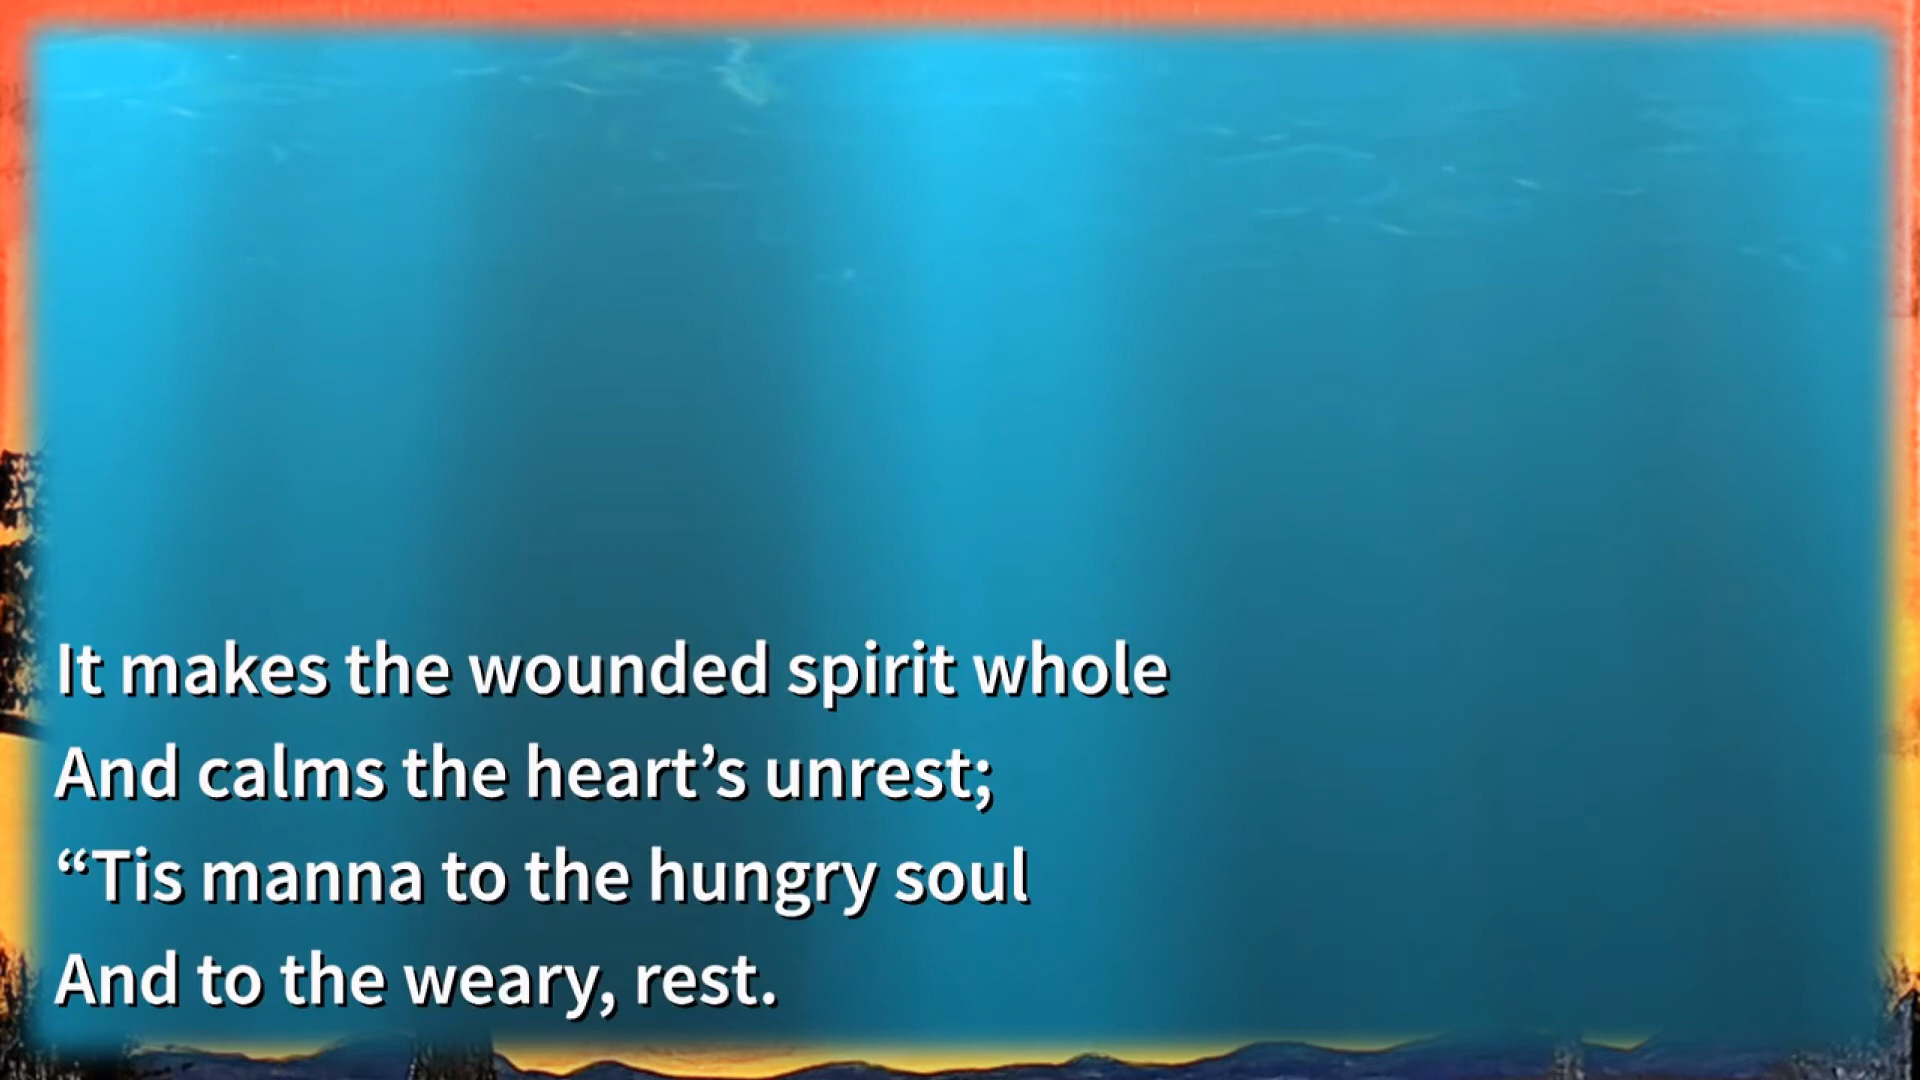 It makes the wounded spirit whole
And calms the heart’s unrest;
“Tis manna to the hungry soul
And to the weary, rest.